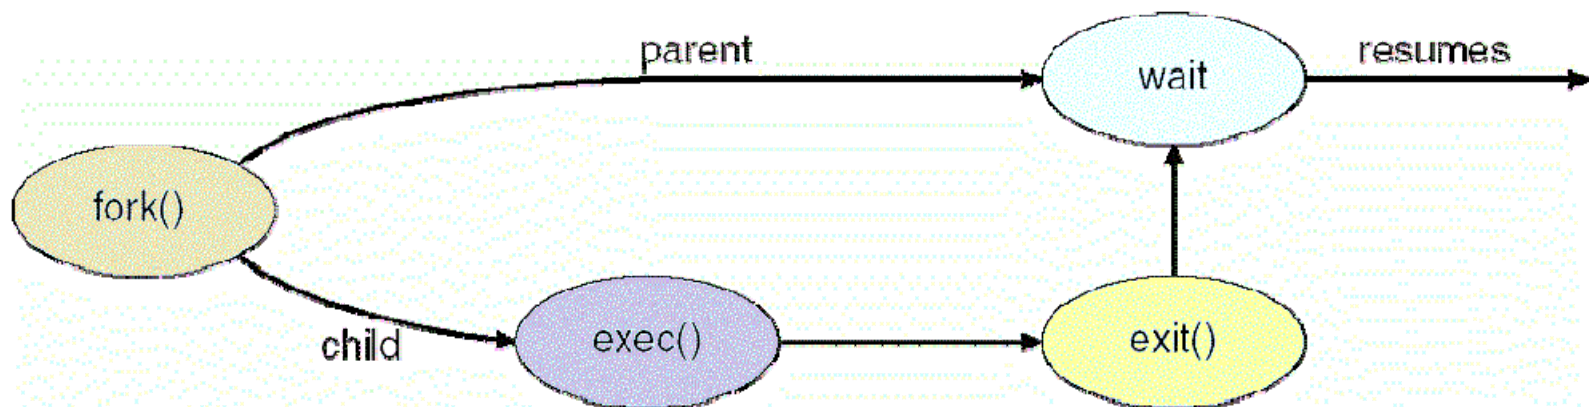 parent
wait
resumes
fork()
child
exec()
exit()